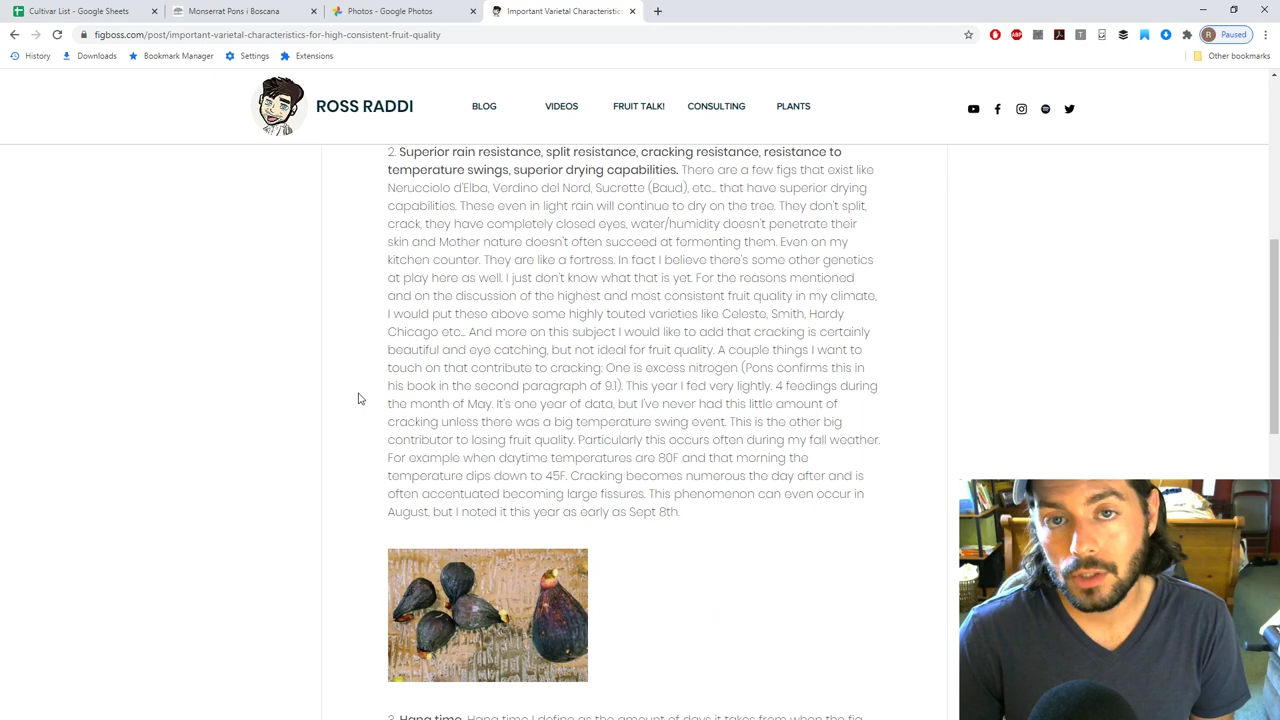 Cultivar List - Google Sheets
Monserrat Pons i Boscana
Photos - Google Photos
Important Varietal Characteristics
figboss.com/post/important-varietal-characteristics-for-high-consistent-fruit-quality
Paused
History
Downloads
Bookmark Manager
Settings
Extensions
Other bookmarks
ROSS RADDI
BLOG
VIDEOS
FRUIT TALK!
CONSULTING
PLANTS
2. Superior rain resistance, split resistance, cracking resistance, resistance to
temperature swings, superior drying capabilities. There are a few figs that exist like
Nerucciolo d'Elba, Verdino del Nord, Sucrette (Baud), etc... that have superior drying
capabilities. These even in light rain will continue to dry on the tree. They don't split,
crack, they have completely closed eyes, water/humidity doesn't penetrate their
skin and Mother nature doesn't often succeed at fermenting them. Even on my
kitchen counter. They are like a fortress. In fact I believe there's some other genetics
at play here as well. I just don't know what that is yet. For the reasons mentioned
and on the discussion of the highest and most consistent fruit quality in my climate,
I would put these above some highly touted varieties like Celeste, Smith, Hardy
Chicago etc... And more on this subject I would like to add that cracking is certainly
beautiful and eye catching, but not ideal for fruit quality. A couple things I want to
touch on that contribute to cracking: One is excess nitrogen (Pons confirms this in
his book in the second paragraph of 9.1). This year I fed very lightly. 4 feedings during
the month of May. It's one year of data, but I've never had this little amount of
cracking unless there was a big temperature swing event. This is the other big
contributor to losing fruit quality. Particularly this occurs often during my fall weather.
For example when daytime temperatures are 80F and that morning the
temperature dips down to 45F. Cracking becomes numerous the day after and is
often accentuated becoming large fissures. This phenomenon can even occur in
August, but I noted it this year as early as Sept 8th.
3. Hang time. Hang time I define as the amount of days it takes from when the fig